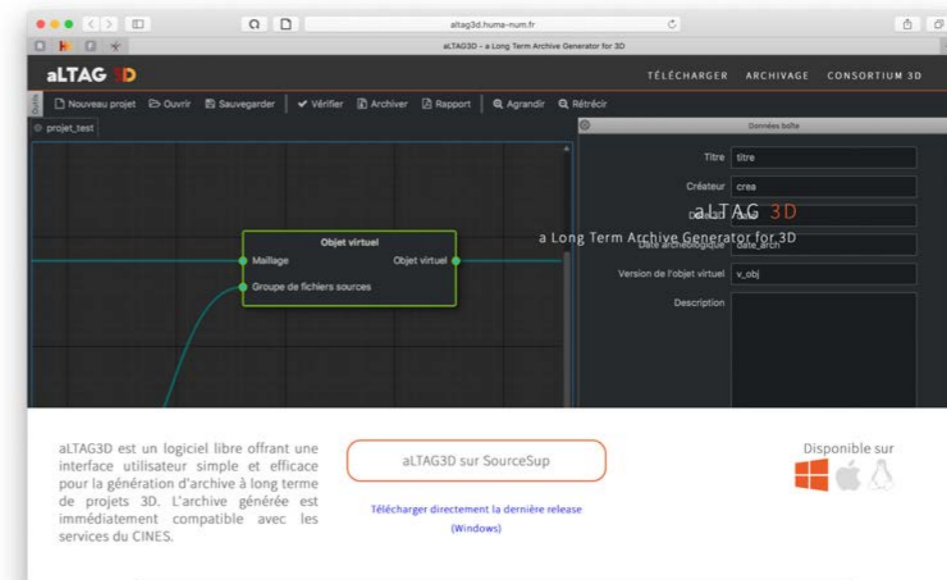 altag3d.huma-num.fr
aLTAG3D - a Long Term Archive Generator for 3D
aLTAG 3D
TÉLÉCHARGER ARCHIVAGE CONSORTIUM 3D
Outils
Nouveau projet Ouvrir Sauvegarder Vérifier Archiver Rapport Agrandir Rétrécir
projet_test
Données boîte
Titre titre
Créateur crea
aLTAG 3D
a Long Term Archive Generator for 3D
Date archéologique date_arch
Version de l'objet virtuel v_obj
Description
Objet virtuel
Maillage Objet virtuel
Groupe de fichiers sources
aLTAG3D est un logiciel libre offrant une
interface utilisateur simple et efficace
pour la génération d'archive à long terme
de projets 3D. L'archive générée est
immédiatement compatible avec les
services du CINES.
aLTAG3D sur SourceSup
Télécharger directement la dernière release
(Windows)
Disponible sur